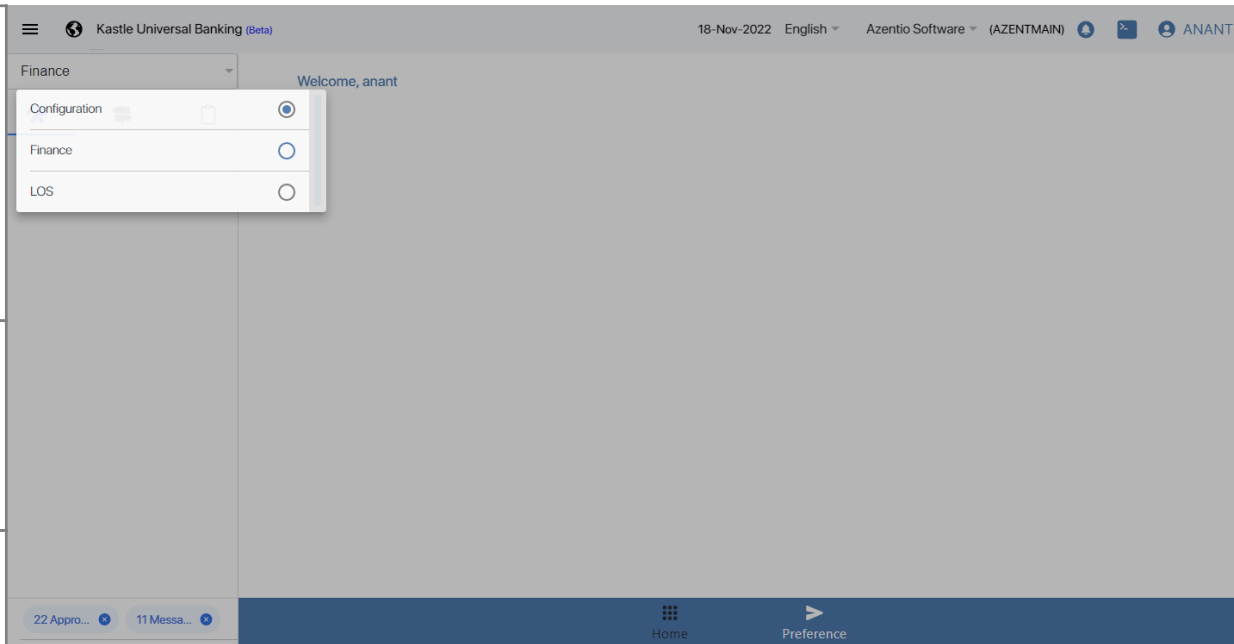 Kastle Universal Banking (Beta)
18-Nov-2022 English Azentio Software (AZENTMAIN) ANANT
Finance
Welcome, anant
Configuration
Finance
LOS
22 Appro... 11 Messa...
Home Preference